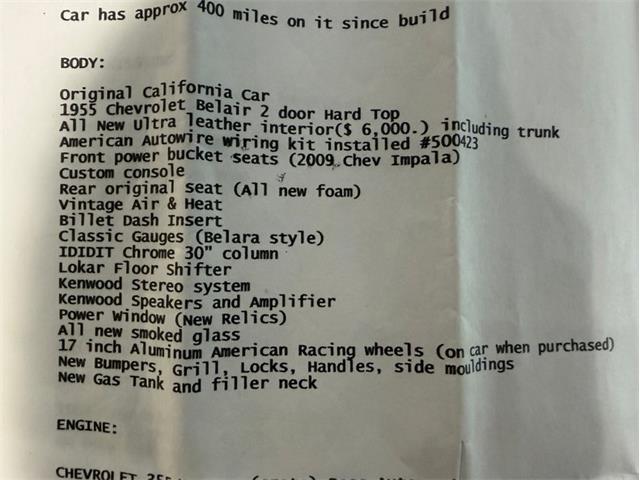 Car has approx 400 miles on it since build
BODY:
Original California Car
1955 Chevrolet Belair 2 door Hard Top
All New Ultra leather interior($ 6,000.) including trunk
American Autowire wiring kit installed #500423
Front power bucket seats (2009 Chev Impala)
Custom console
Rear original seat (All new foam)
Vintage Air & Heat
Billet Dash Insert
Classic Gauges (Belara style)
IDIDIT Chrome 30" column
Lokar Floor Shifter
Kenwood Stereo system
Kenwood Speakers and Amplifier
Power Window (New Relics)
All new smoked glass
17 inch Aluminum American Racing wheels (on car when purchased)
New Bumpers, Grill, Locks, Handles, side mouldings
New Gas Tank and filler neck
ENGINE:
CHEVROLET